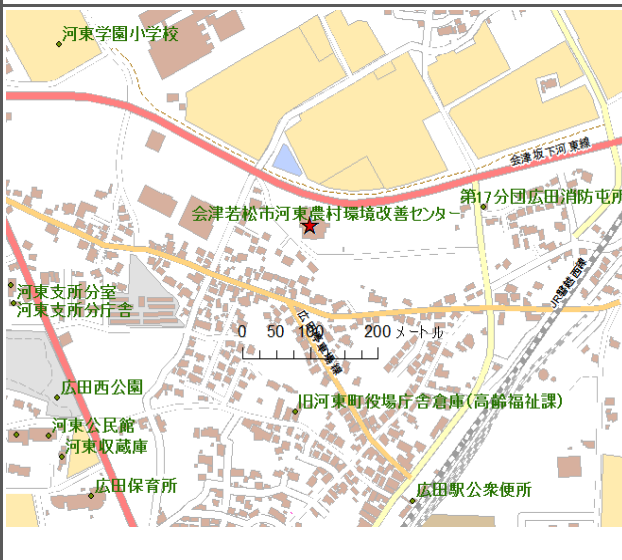 河東学園小学校
会津坂下河東線
第17分団広田消防屯所
会津若松市河東農村環境改善センター
JR磐越西線
河東支所分室
河東支所分庁舎
0 50 100 200 メートル
広田西公園
旧河東町役場庁舎倉庫(高齢福祉課)
河東公民館
河東収蔵庫
広田保育所
広田駅公衆便所